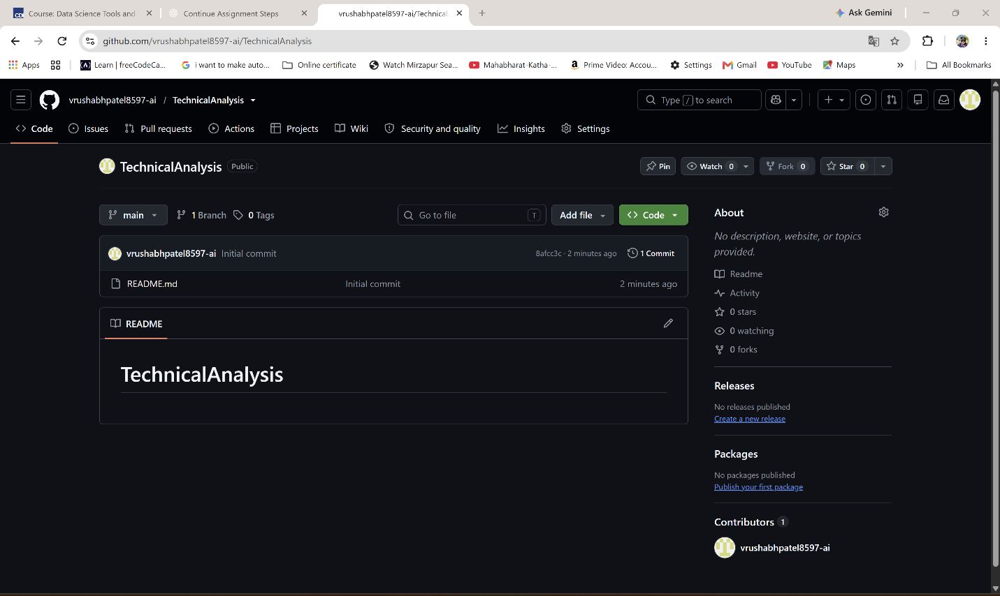 Course: Data Science Tools and
Continue Assignment Steps
vrushabhpatel8597-ai/Technical
Ask Gemini
github.com/vrushabhpatel8597-ai/TechnicalAnalysis
Apps
Learn | freeCodeCa...
i want to make auto...
Online certificate
Watch Mirzapur Sea...
Mahabharat-Katha-...
Prime Video: Accou...
Settings
Gmail
YouTube
Maps
»
All Bookmarks
vrushabhpatel8597-ai / TechnicalAnalysis
Type / to search
Code
Issues
Pull requests
Actions
Projects
Wiki
Security and quality
Insights
Settings
TechnicalAnalysis Public
Pin
Watch 0
Fork 0
Star 0
main
1 Branch
0 Tags
Go to file T
Add file
Code
vrushabhpatel8597-ai Initial commit
8afcc3c · 2 minutes ago
1 Commit
README.md
Initial commit
2 minutes ago
README
TechnicalAnalysis
About
No description, website, or topics
provided.
Readme
Activity
0 stars
0 watching
0 forks
Releases
No releases published
Create a new release
Packages
No packages published
Publish your first package
Contributors 1
vrushabhpatel8597-ai